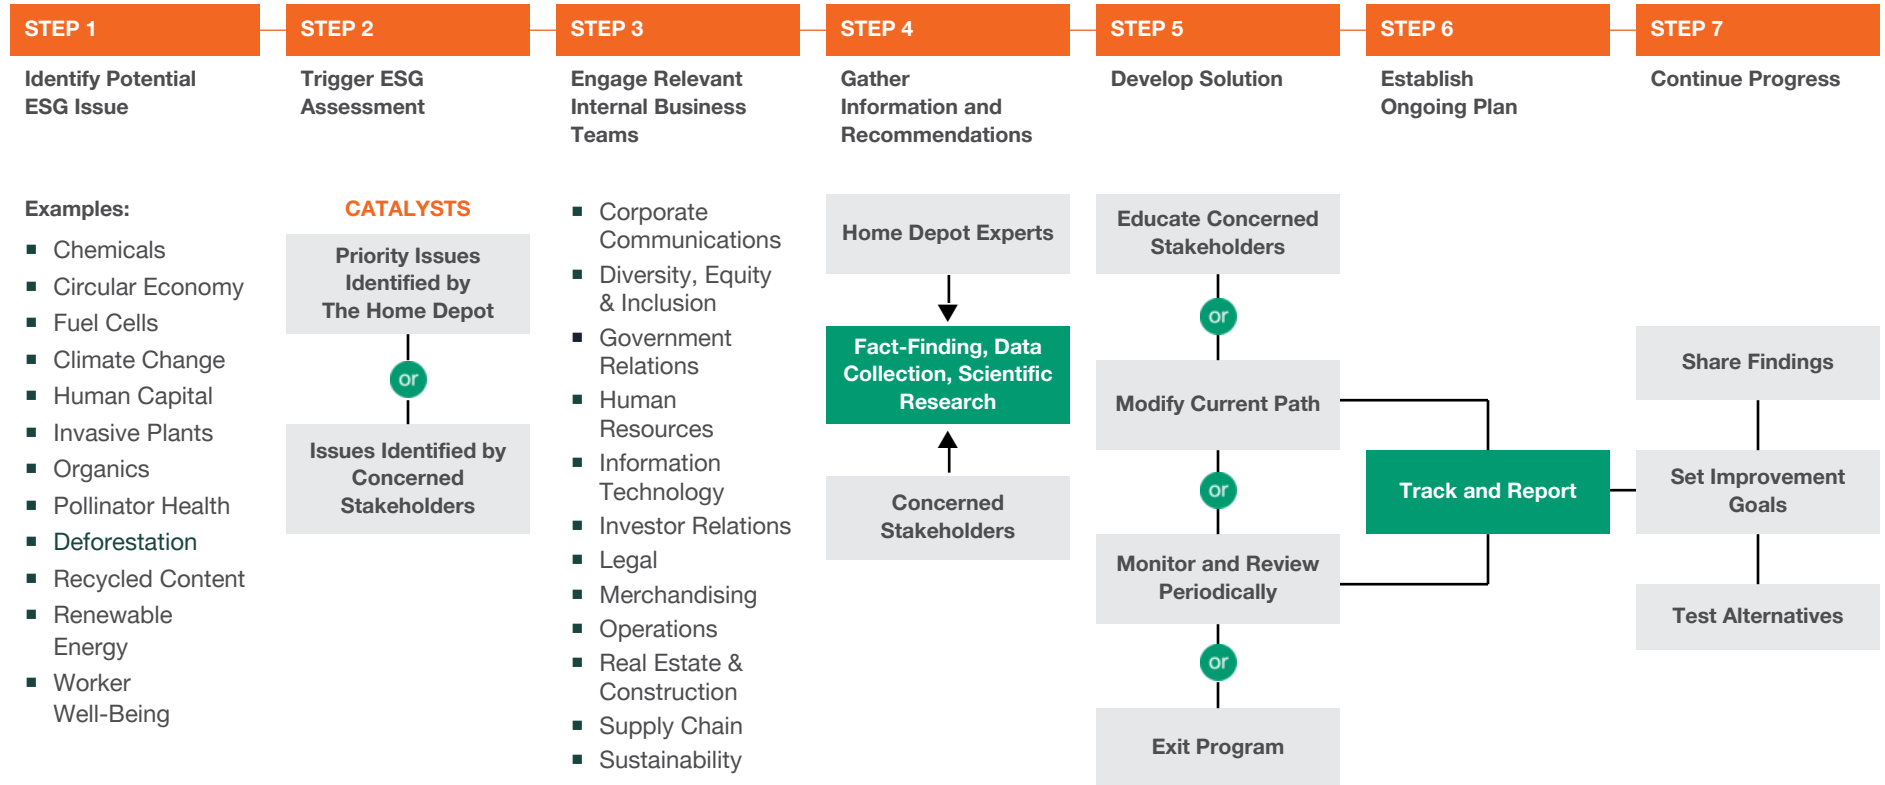 STEP 1
Identify Potential
ESG Issue
Examples:
Chemicals
Circular Economy
Fuel Cells
Climate Change
Human Capital
Invasive Plants
Organics
Pollinator Health
Deforestation
Recycled Content
Renewable
Energy
Worker
Well-Being
STEP 2
Trigger ESG
Assessment
CATALYSTS
Priority Issues
Identified by
The Home Depot
or
Issues Identified by
Concerned
Stakeholders
STEP 3
Engage Relevant
Internal Business
Teams
Corporate
Communications
Diversity, Equity
& Inclusion
Government
Relations
Human
Resources
Information
Technology
Investor Relations
Legal
Merchandising
Operations
Real Estate &
Construction
Supply Chain
Sustainability
STEP 4
Gather
Information and
Recommendations
Home Depot Experts
Fact-Finding, Data
Collection, Scientific
Research
Concerned
Stakeholders
STEP 5
Develop Solution
Educate Concerned
Stakeholders
or
Modify Current Path
or
Monitor and Review
Periodically
or
Exit Program
STEP 6
Establish
Ongoing Plan
Track and Report
STEP 7
Continue Progress
Share Findings
Set Improvement
Goals
Test Alternatives